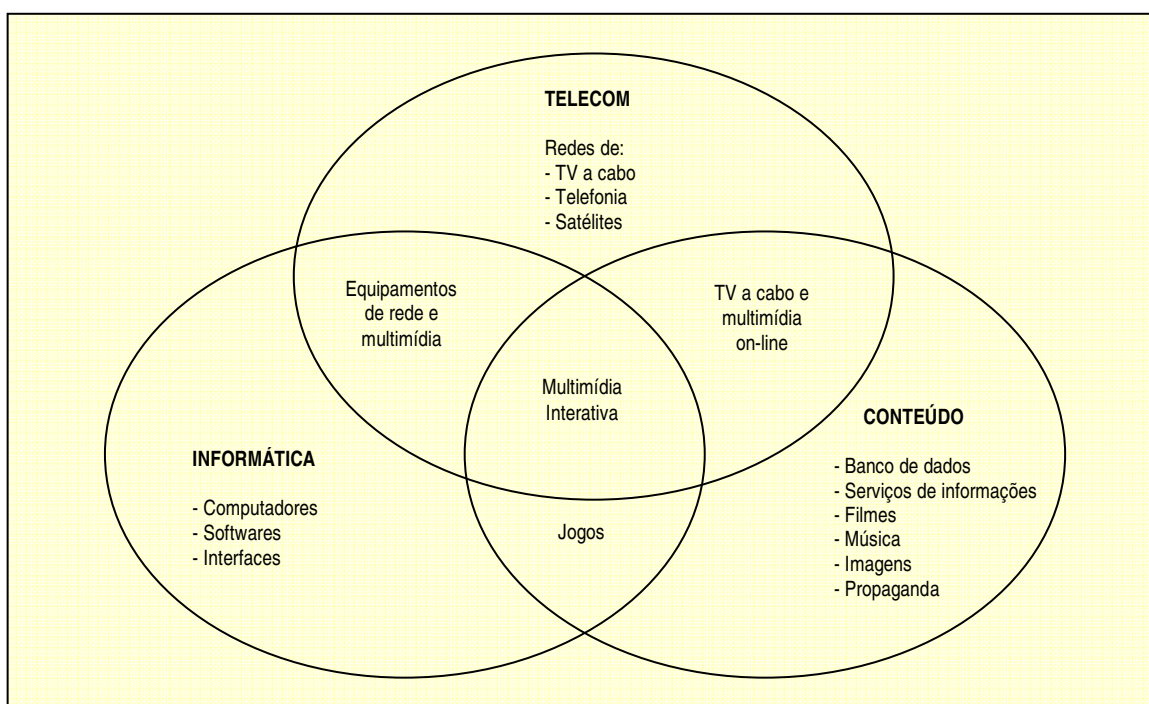 TELECOM
Redes de:
- TV a cabo
- Telefonia
- Satélites
Equipamentos
de rede e
multimídia
TV a cabo e
multimídia
on-line
Multimídia
Interativa
INFORMÁTICA
- Computadores
- Softwares
- Interfaces
Jogos
CONTEÚDO
- Banco de dados
- Serviços de informações
- Filmes
- Música
- Imagens
- Propaganda